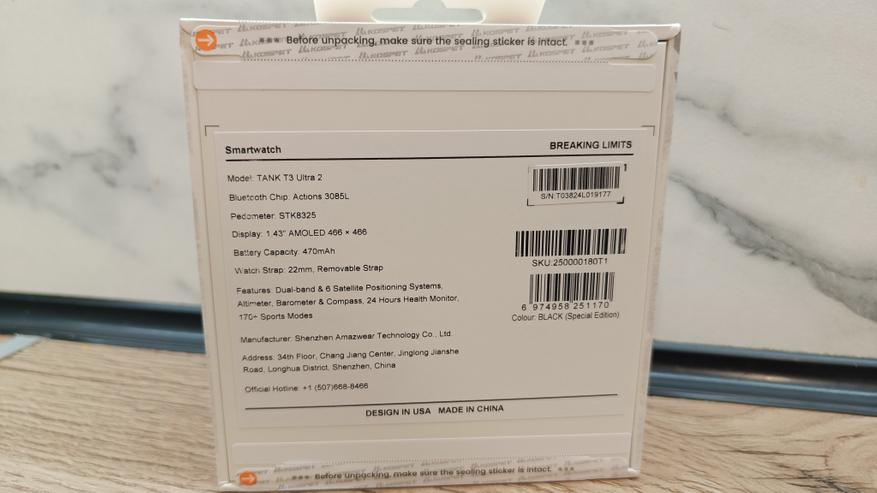 Before unpacking, make sure the sealing sticker is intact.
Smartwatch
BREAKING LIMITS
Model: TANK T3 Ultra 2
Bluetooth Chip: Actions 3085L
Pedometer: STK8325
Display: 1.43" AMOLED 466 × 466
Battery Capacity: 470mAh
Watch Strap: 22mm, Removable Strap
Features: Dual-band & 6 Satellite Positioning Systems,
Altimeter, Barometer & Compass, 24 Hours Health Monitor,
170+ Sports Modes
Manufacturer: Shenzhen Amazwear Technology Co., Ltd.
Address: 34th Floor, Chang Jiang Center, Jinglong Jianshe
Road, Longhua District, Shenzhen, China
Official Hotline: +1 (507)668-8466
S/N:T03824L019177
SKU:250000180T1
6 974958 251170
Colour: BLACK (Special Edition)
DESIGN IN USA MADE IN CHINA
Before unpacking, make sure the sealing sticker is intact.